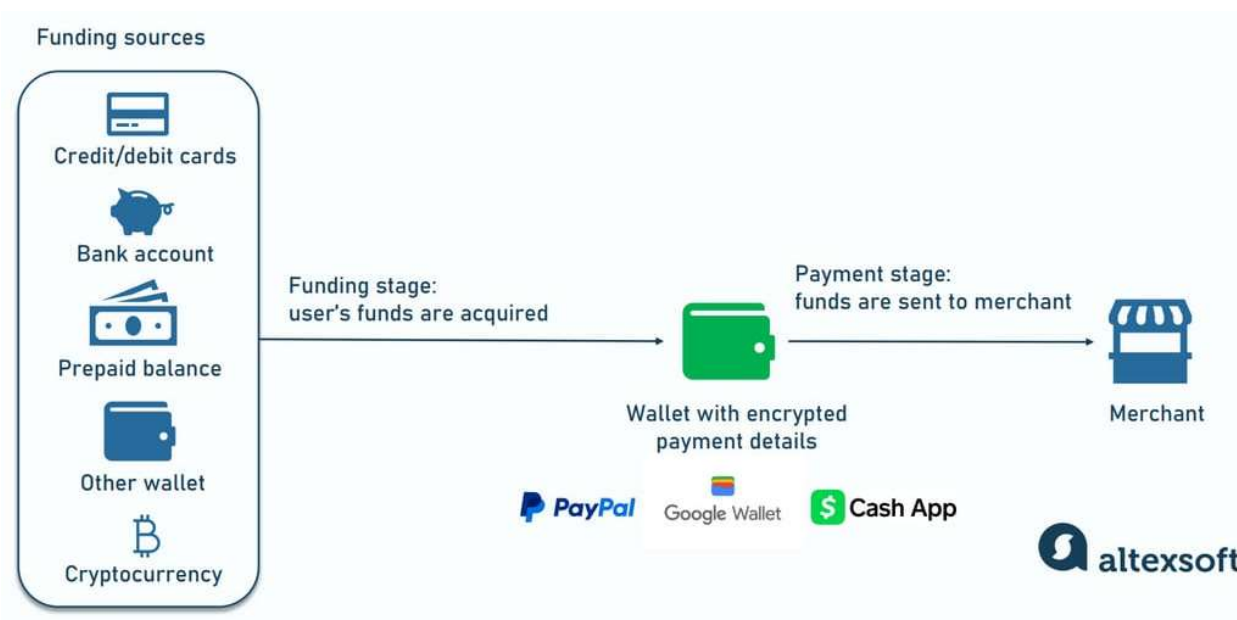 Funding sources
Credit/debit cards
Bank account
Prepaid balance
Other wallet
Cryptocurrency
Funding stage:
user's funds are acquired
Wallet with encrypted
payment details
PayPal
Google Wallet
$ Cash App
Payment stage:
funds are sent to merchant
Merchant
altexsoft